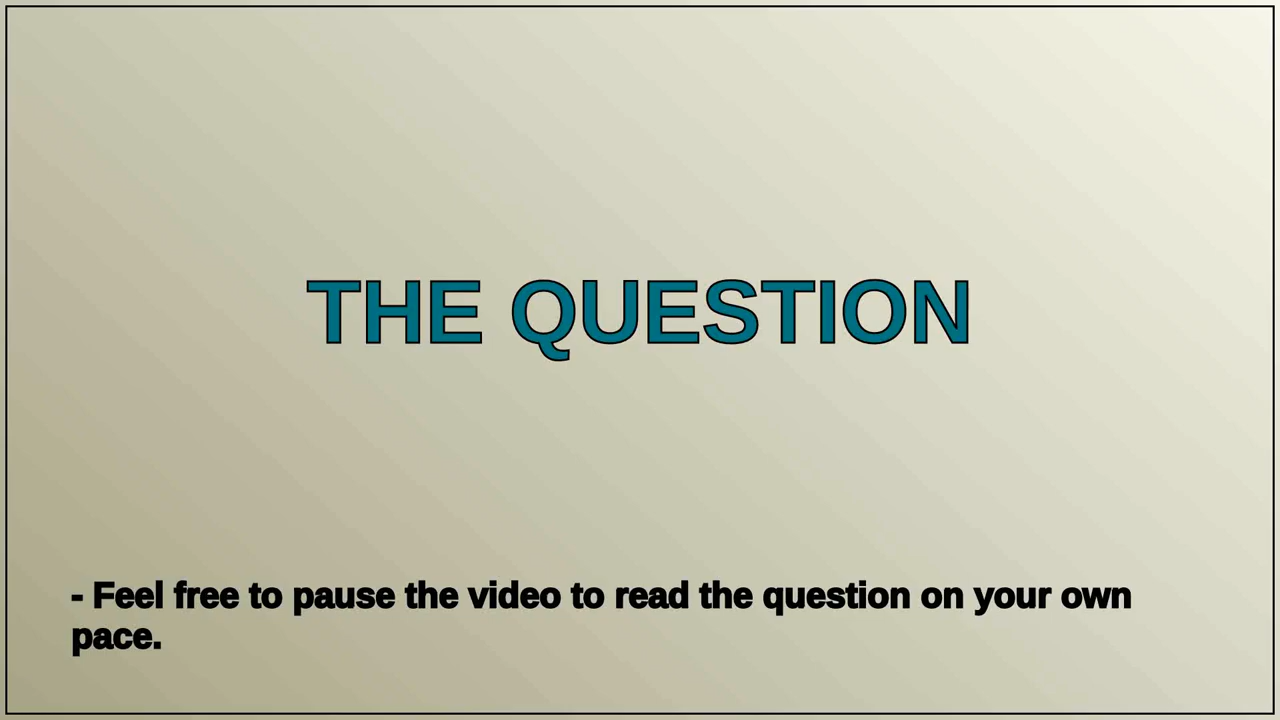 THE QUESTION
- Feel free to pause the video to read the question on your own
pace.